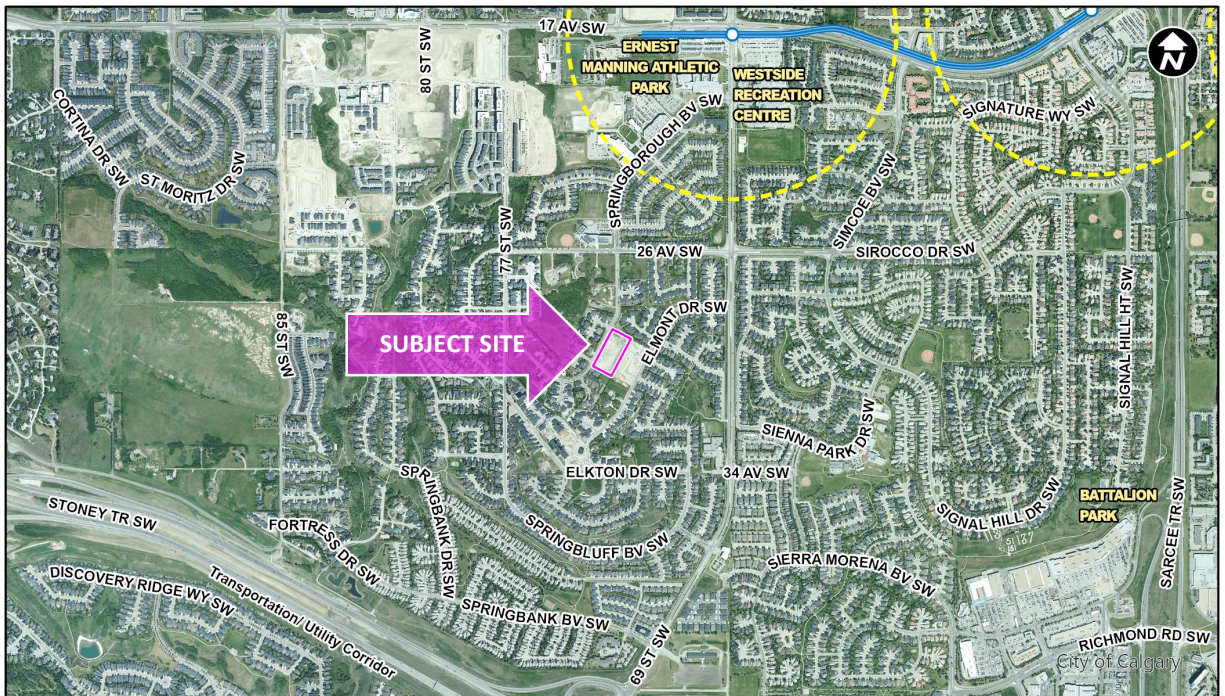 17 AV SW
80 ST SW
ERNEST
MANNING ATHLETIC
PARK
WESTSIDE
RECREATION
CENTRE
N
CORTINA DR SW
ST MORITZ DR SW
SPRINGBOROUGH BV SW
SIGNATURE WY SW
SIMCOE BV SW
77 ST SW
26 AV SW
SIROCCO DR SW
85 ST SW
SUBJECT SITE
ELMONT DR SW
SIGNAL HILL HT SW
SIENNA PARK DR SW
ELKTON DR SW
34 AV SW
SPRINGBANK DR SW
SPRINGBLUFF BV SW
SIGNAL HILL DR SW
BATTALION
PARK
113
151
137
51
STONEY TR SW
FORTRESS DR SW
DISCOVERY RIDGE WY SW
Transportation/ Utility Corridor
SPRINGBANK BV SW
SIERRA MORENA BV SW
SARCEE TR SW
69 ST SW
RICHMOND RD SW
City of Calgary